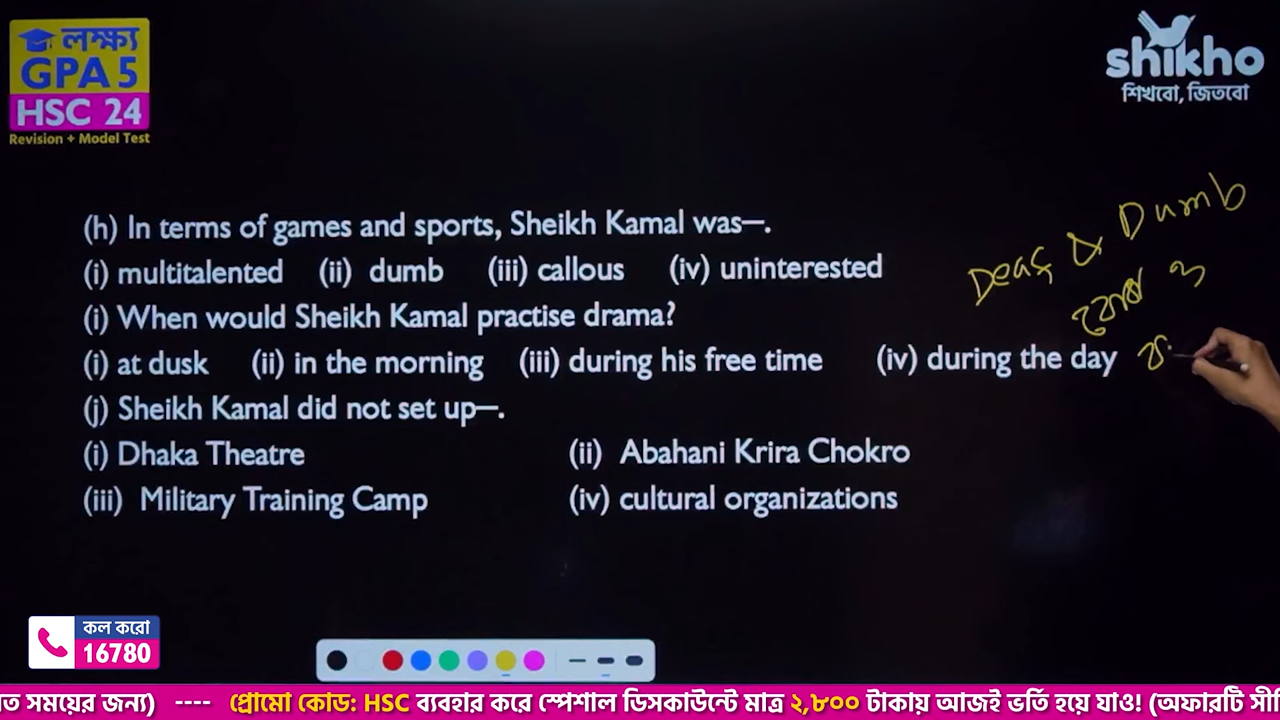 লক্ষ্য
GPA 5
HSC 24
Revision + Model Test
shikho
শিখবো, জিতবো
(h) In terms of games and sports, Sheikh Kamal was—.
(i) multitalented (ii) dumb (iii) callous (iv) uninterested
(i) When would Sheikh Kamal practise drama?
(i) at dusk (ii) in the morning (iii) during his free time (iv) during the day
(j) Sheikh Kamal did not set up—.
(i) Dhaka Theatre (ii) Abahani Krira Chokro
(iii) Military Training Camp (iv) cultural organizations
Deaf & Dumb
কল করো
16780
সময়ের জন্য) ---- প্রোমো কোড: HSC ব্যবহার করে স্পেশাল ডিসকাউন্টে মাত্র ২,৮০০ টাকায় আজই ভর্তি হয়ে যাও! (অফারটি